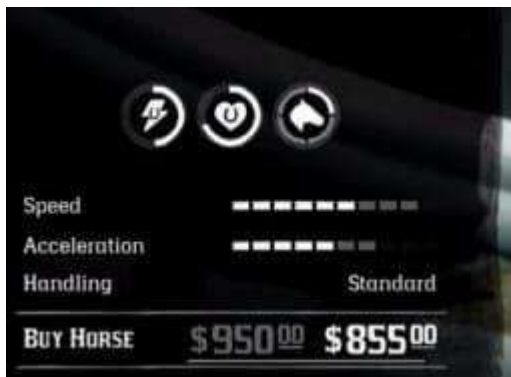 Speed
Acceleration
Handling Standard
BUY HORSE $950.00 $855.00